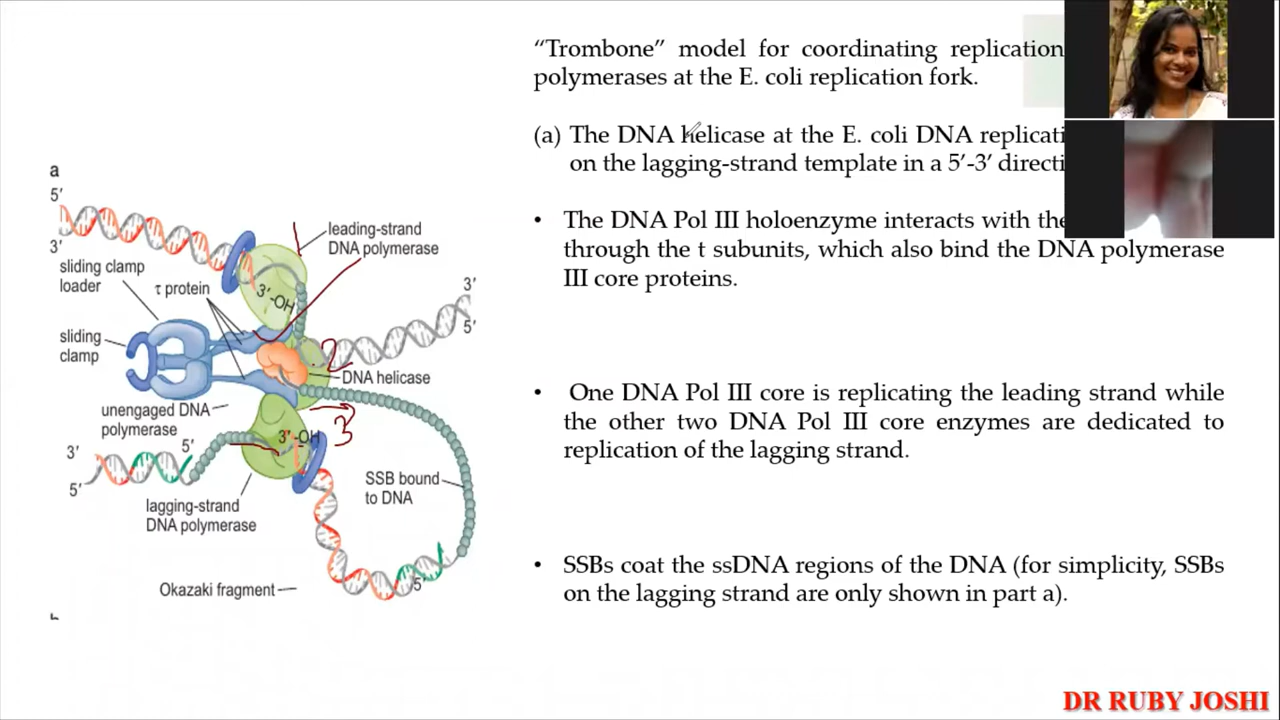 “Trombone” model for coordinating replication
polymerases at the E. coli replication fork.
(a) The DNA helicase at the E. coli DNA
on the lagging-strand template in a 5’-3’
• The DNA Pol III holoenzyme interacts with the
through the t subunits, which also bind the DNA polymerase
III core proteins.
• One DNA Pol III core is replicating the leading strand while
the other two DNA Pol III core enzymes are dedicated to
replication of the lagging strand.
• SSBs coat the ssDNA regions of the DNA (for simplicity, SSBs
on the lagging strand are only shown in part a).
a
5′
3′
leading-strand
DNA polymerase
sliding clamp
loader
τ protein
3′-OH
3′
5′
sliding
clamp
2
DNA helicase
unengaged DNA
polymerase
3
3′-OH
3′
5′
5′
SSB bound
to DNA
lagging-strand
DNA polymerase
Okazaki fragment
5′
DR RUBY JOSHI